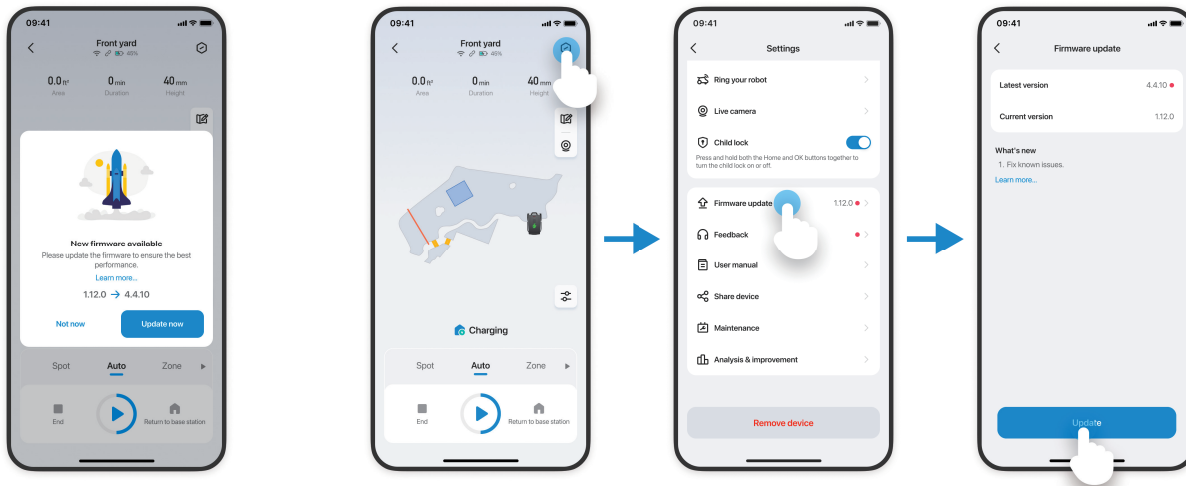 09:41
Front yard
45%
0.0 ft²
0 min
40 mm
Area
Duration
Height
New firmware available
Please update the firmware to ensure the best
performance.
Learn more...
1.12.0 → 4.4.10
Not now
Update now
Spot
Auto
Zone
End
Return to base station
09:41
Front yard
45%
0.0 ft²
0 min
40 mm
Area
Duration
Height
Charging
Spot
Auto
Zone
End
Return to base station
09:41
Settings
Ring your robot
Live camera
Child lock
Press and hold both the Home and OK buttons together to
turn the child lock on or off.
Firmware update
1.12.0
Feedback
User manual
Share device
Maintenance
Analysis & improvement
Remove device
09:41
Firmware update
Latest version
4.4.10
Current version
1.12.0
What's new
1. Fix known issues.
Learn more...
Update